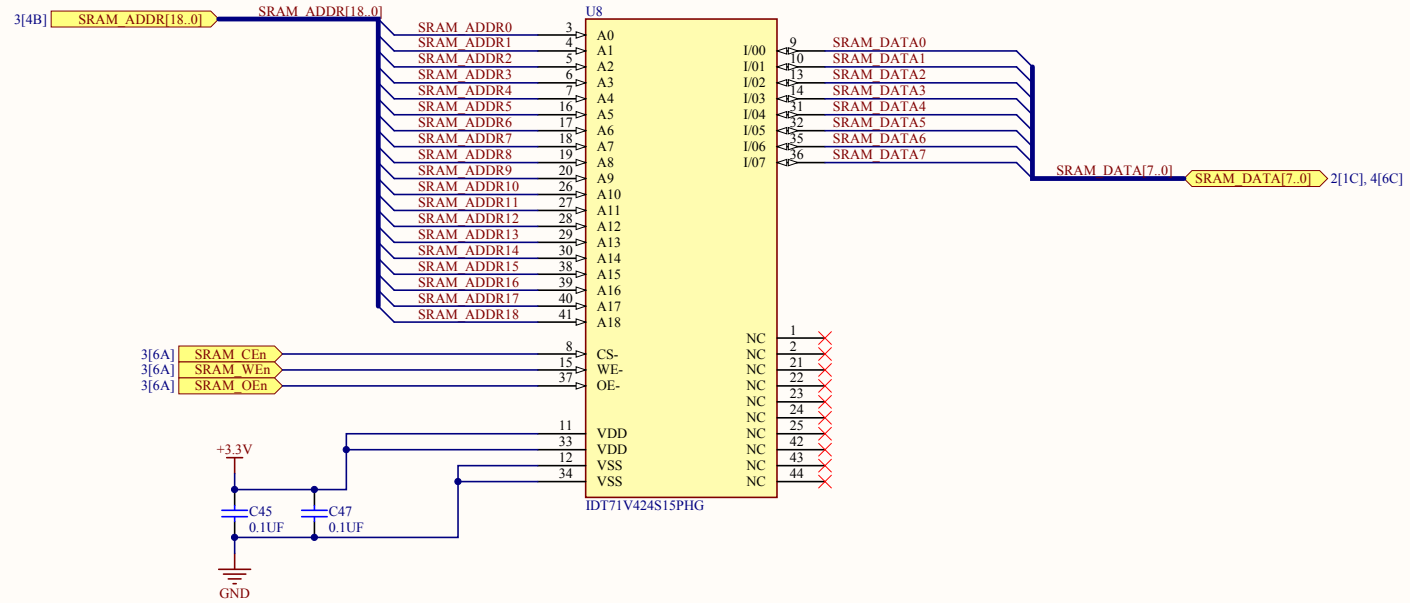 3[4B] SRAM_ADDR[18..0] SRAM_ADDR[18..0] U8
SRAM_ADDR0 3 A0
SRAM_ADDR1 4 A1 I/00 9 SRAM_DATA0
SRAM_ADDR2 5 A2 I/01 10 SRAM_DATA1
SRAM_ADDR3 6 A3 I/02 13 SRAM_DATA2
SRAM_ADDR4 7 A4 I/03 14 SRAM_DATA3
SRAM_ADDR5 16 A5 I/04 31 SRAM_DATA4
SRAM_ADDR6 17 A6 I/05 32 SRAM_DATA5
SRAM_ADDR7 18 A7 I/06 35 SRAM_DATA6
SRAM_ADDR8 19 A8 I/07 36 SRAM_DATA7
SRAM_ADDR9 20 A9 SRAM_DATA[7..0] SRAM_DATA[7..0] 2[1C], 4[6C]
SRAM_ADDR10 26 A10
SRAM_ADDR11 27 A11
SRAM_ADDR12 28 A12
SRAM_ADDR13 29 A13
SRAM_ADDR14 30 A14
SRAM_ADDR15 38 A15
SRAM_ADDR16 39 A16
SRAM_ADDR17 40 A17
SRAM_ADDR18 41 A18
NC 1
3[6A] SRAM_CEn 8 CS- NC 2
3[6A] SRAM_WEn 15 WE- NC 21
3[6A] SRAM_OEn 37 OE- NC 22
NC 23
NC 24
11 VDD NC 25
+3.3V 33 VDD NC 42
12 VSS NC 43
34 VSS NC 44
IDT71V424S15PHG
C45 C47
0.1UF 0.1UF
GND